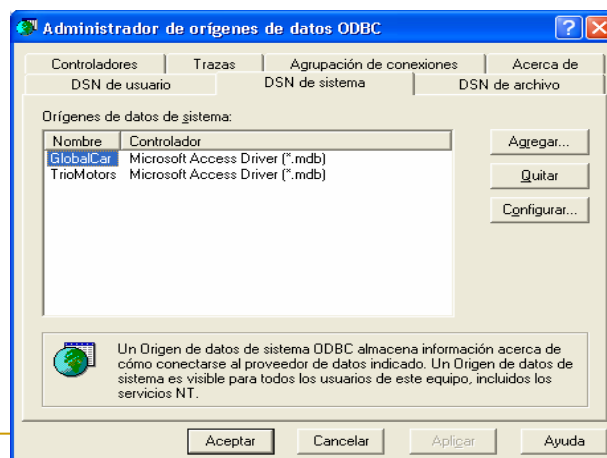 Administrador de orígenes de datos ODBC
Controladores Trazas Agrupación de conexiones Acerca de
DSN de usuario DSN de sistema DSN de archivo
Orígenes de datos de sistema:
Nombre Controlador
GlobalCar Microsoft Access Driver (*.mdb)
TrioMotors Microsoft Access Driver (*.mdb)
Agregar...
Quitar
Configurar...
Un Origen de datos de sistema ODBC almacena información acerca de
cómo conectarse al proveedor de datos indicado. Un Origen de datos de
sistema es visible para todos los usuarios de este equipo, incluidos los
servicios NT.
Aceptar Cancelar Aplicar Ayuda